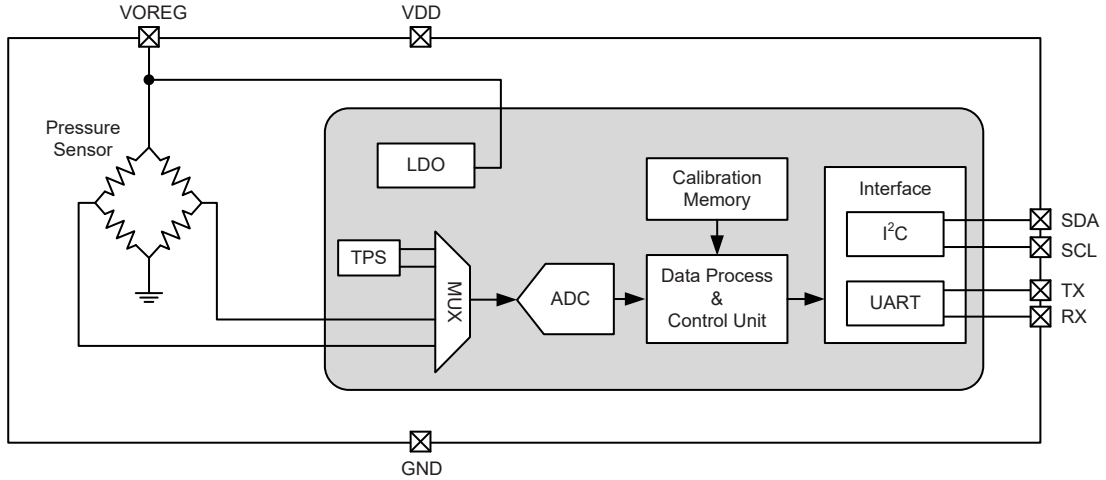 VOREG
VDD
Pressure
Sensor
LDO
Calibration
Memory
Interface
I²C
SDA
SCL
TPS
MUX
ADC
Data Process
&
Control Unit
UART
TX
RX
GND